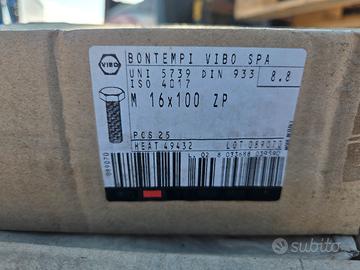 VIBO
BONTEMPI VIBO SPA
UNI 5739 DIN 933
8.8
ISO 4017
M 16x100 ZP
PCS 25
HEAT 49432
089070
subito